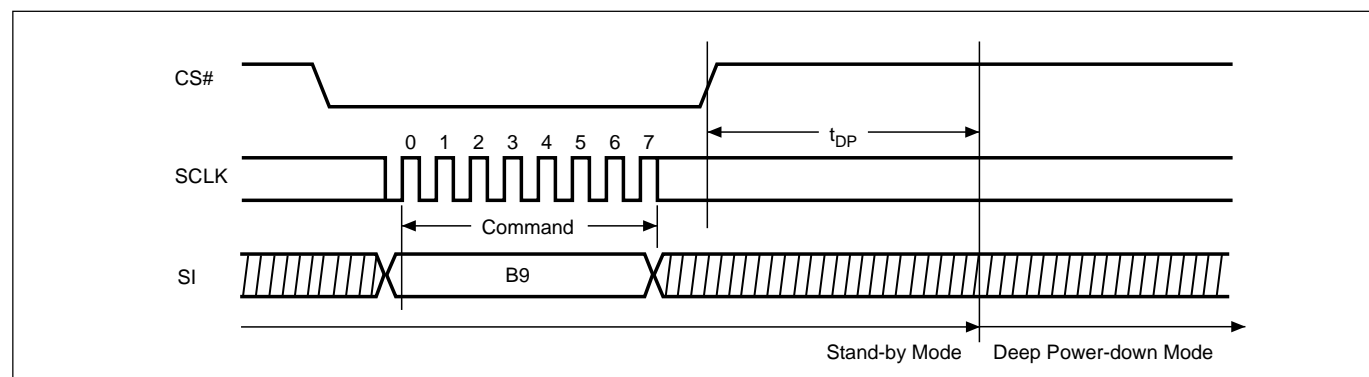 CS#
tDP
0 1 2 3 4 5 6 7
SCLK
Command
SI
B9
Stand-by Mode Deep Power-down Mode